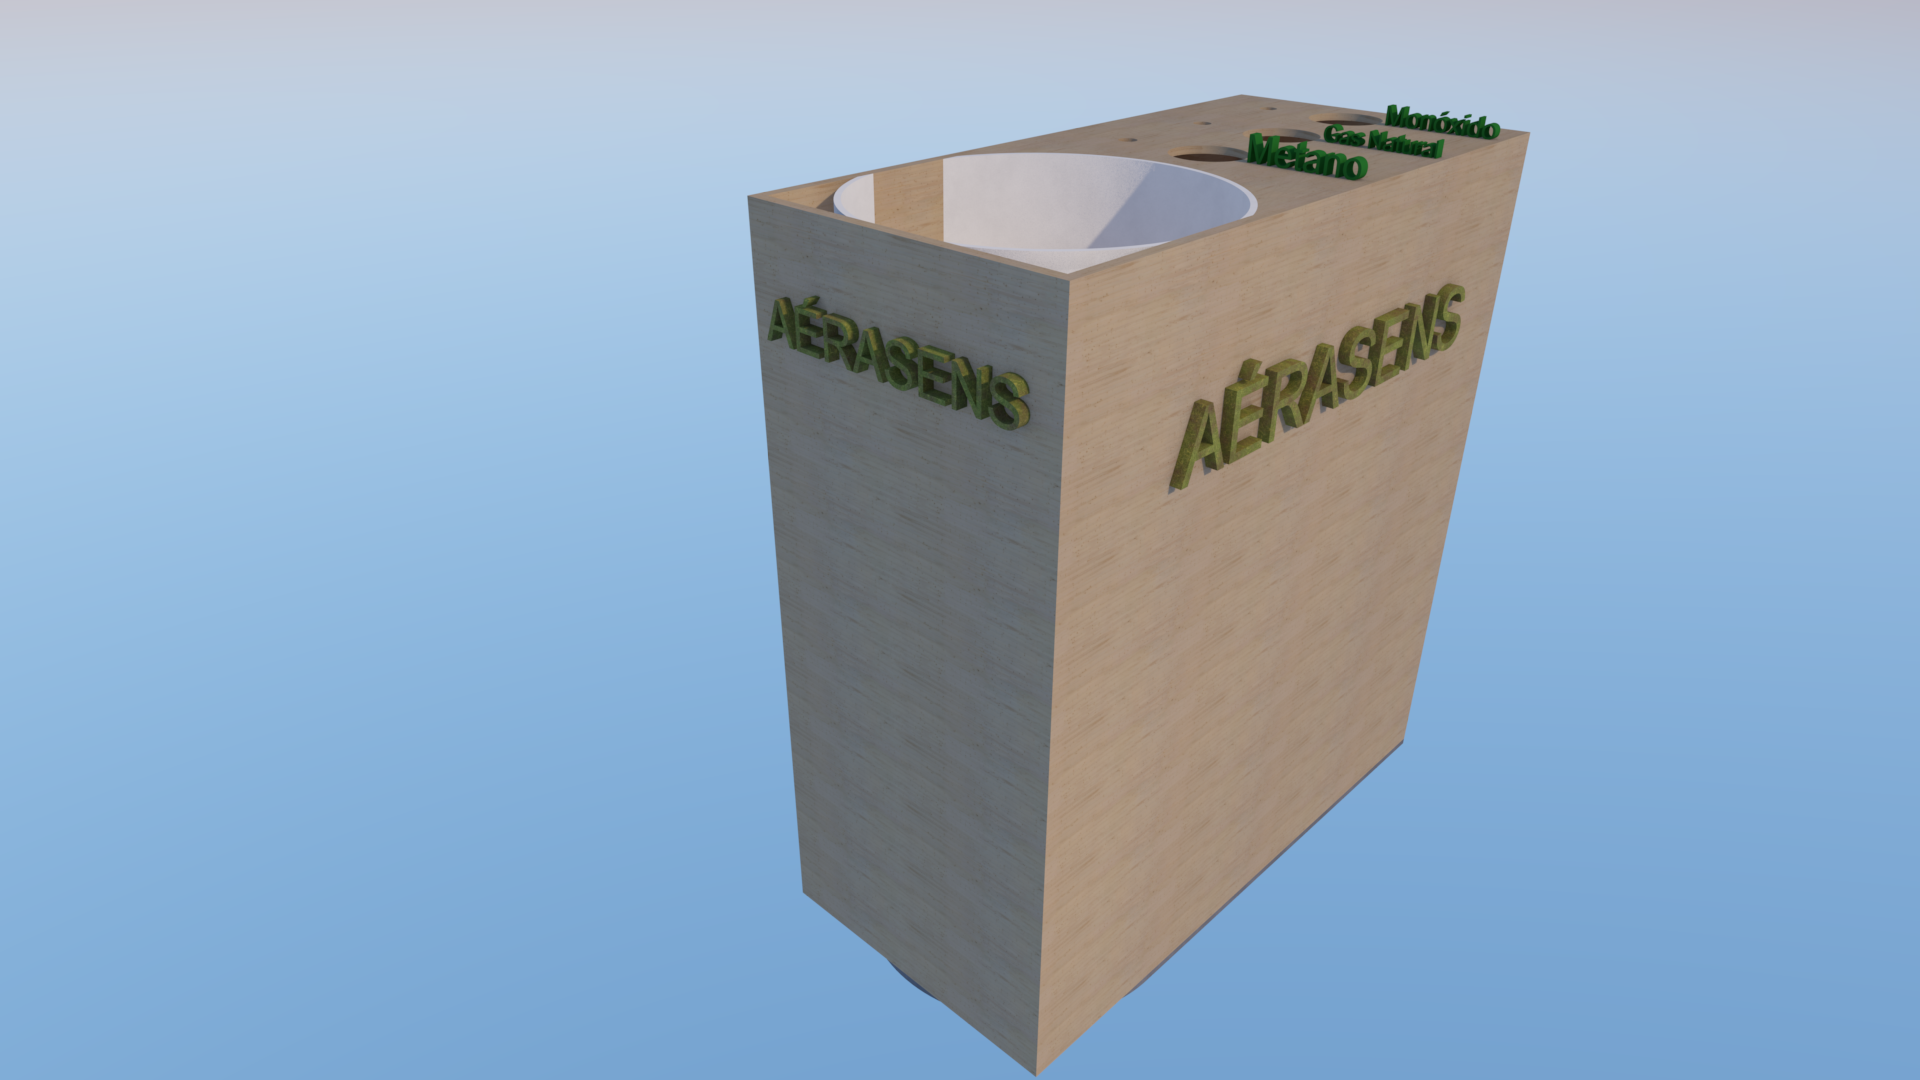 Monóxido
Gas Natural
Metano
AÉRASENS
AÉRASENS